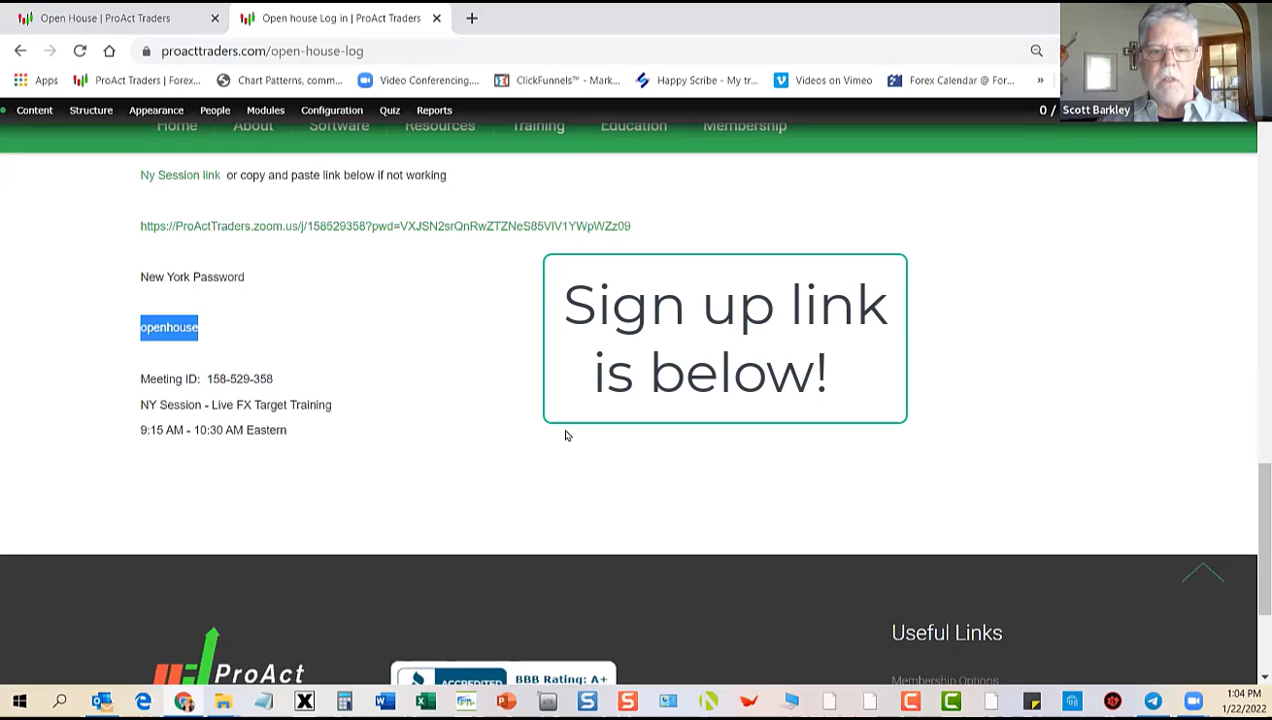 Open House | ProAct Traders
Open house Log in | ProAct Traders
proacttraders.com/open-house-log
Apps
ProAct Traders | Forex...
Chart Patterns, comm...
Video Conferencing,...
ClickFunnels™ - Mark...
Happy Scribe - My tr...
Videos on Vimeo
Forex Calendar @ For...
»
Content Structure Appearance People Modules Configuration Quiz Reports
0 /
Scott Barkley
Home About Software Resources Training Education Membership
Ny Session link or copy and paste link below if not working
https://ProActTraders.zoom.us/j/158529358?pwd=VXJSN2srQnRwZTZNeS85VlV1YWpWZz09
New York Password
openhouse
Meeting ID: 158-529-358
NY Session - Live FX Target Training
9:15 AM - 10:30 AM Eastern
Sign up link
is below!
Useful Links
Membership Options
ProAct
ACCREDITED
BBB Rating: A+
1:04 PM
1/22/2022